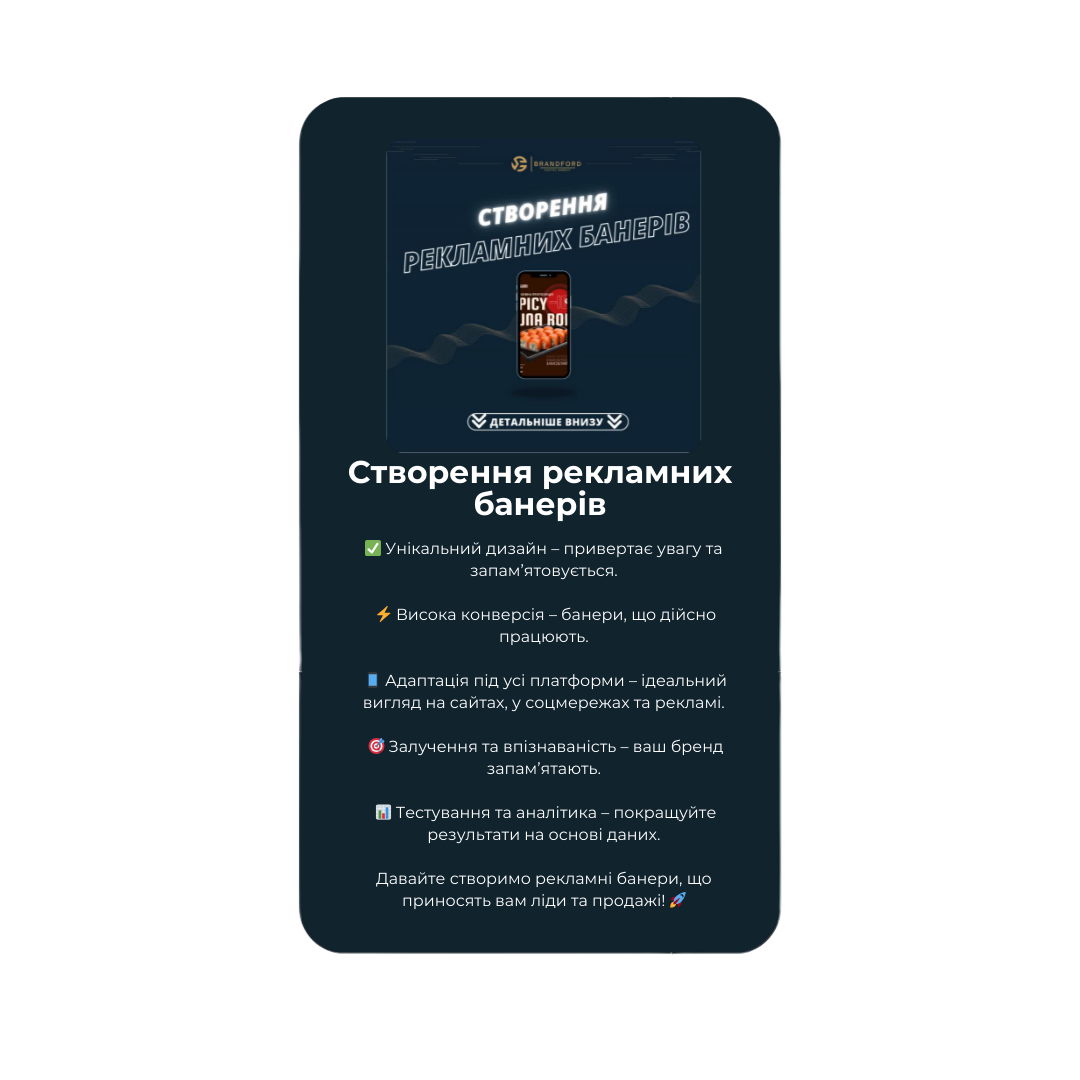 BRANDFORD
СТВОРЕННЯ
РЕКЛАМНИХ БАНЕРІВ
PICY
UNA ROL
ДЕТАЛЬНІШЕ ВНИЗУ
Створення рекламних
банерів
✅ Унікальний дизайн – привертає увагу та
запам’ятовується.
⚡ Висока конверсія – банери, що дійсно
працюють.
📱 Адаптація під усі платформи – ідеальний
вигляд на сайтах, у соцмережах та рекламі.
🎯 Залучення та впізнаваність – ваш бренд
запам’ятають.
📊 Тестування та аналітика – покращуйте
результати на основі даних.
Давайте створимо рекламні банери, що
приносять вам ліди та продажі! 🚀